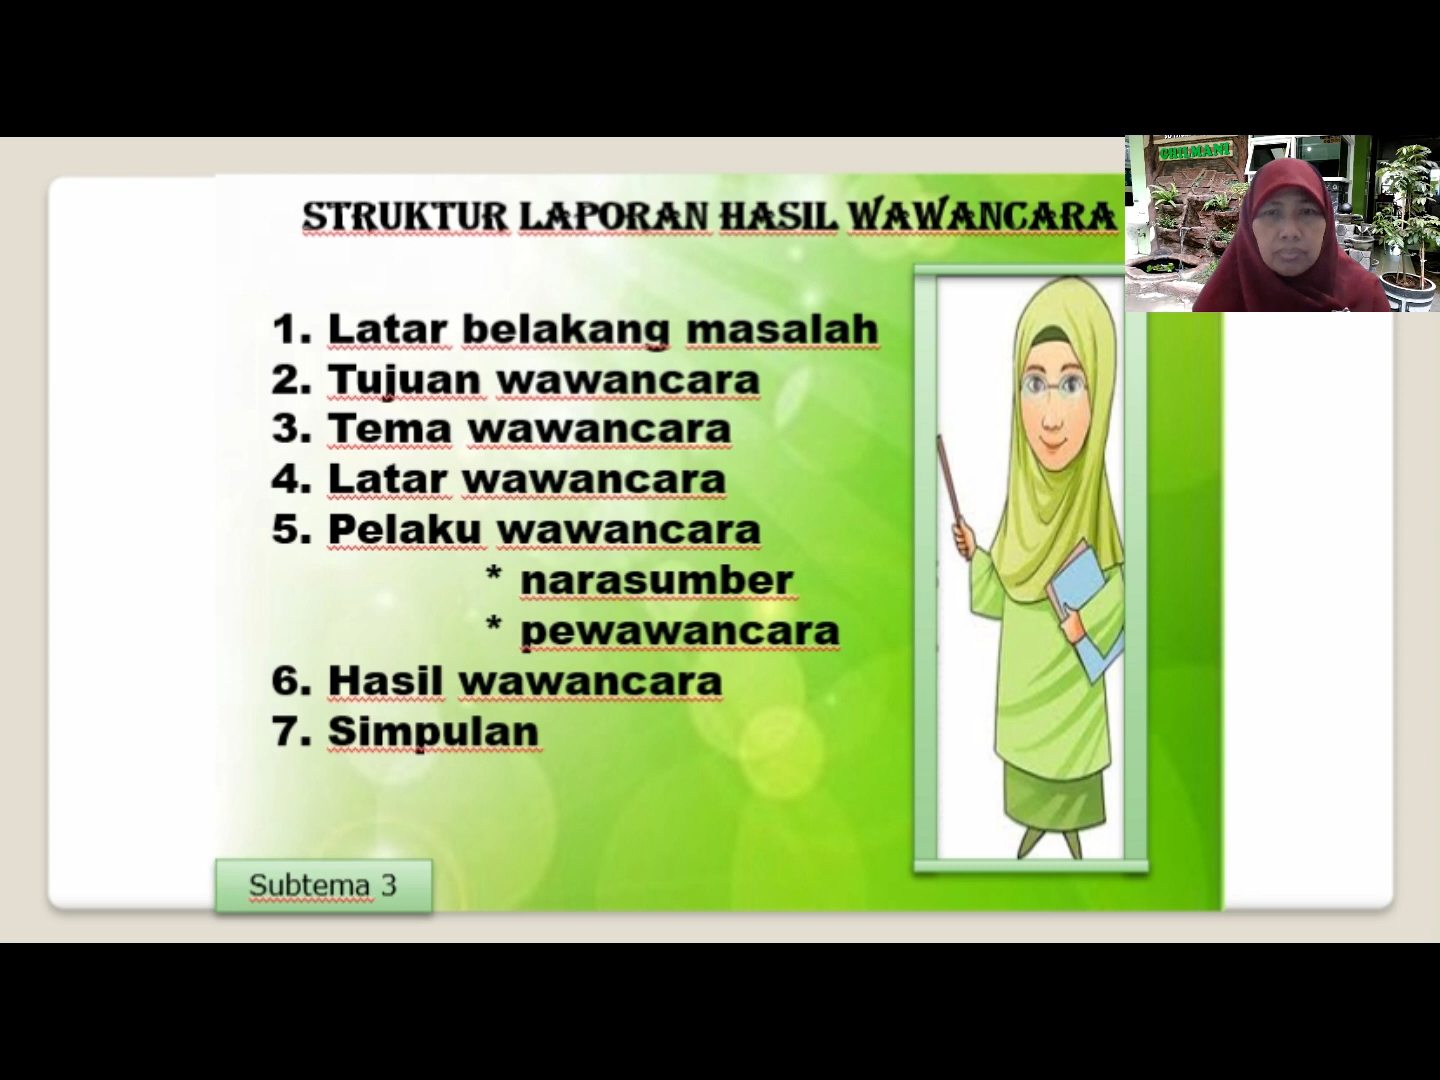 STRUKTUR LAPORAN HASIL WAWANCARA
1. Latar belakang masalah
2. Tujuan wawancara
3. Tema wawancara
4. Latar wawancara
5. Pelaku wawancara
* narasumber
* pewawancara
6. Hasil wawancara
7. Simpulan
Subtema 3